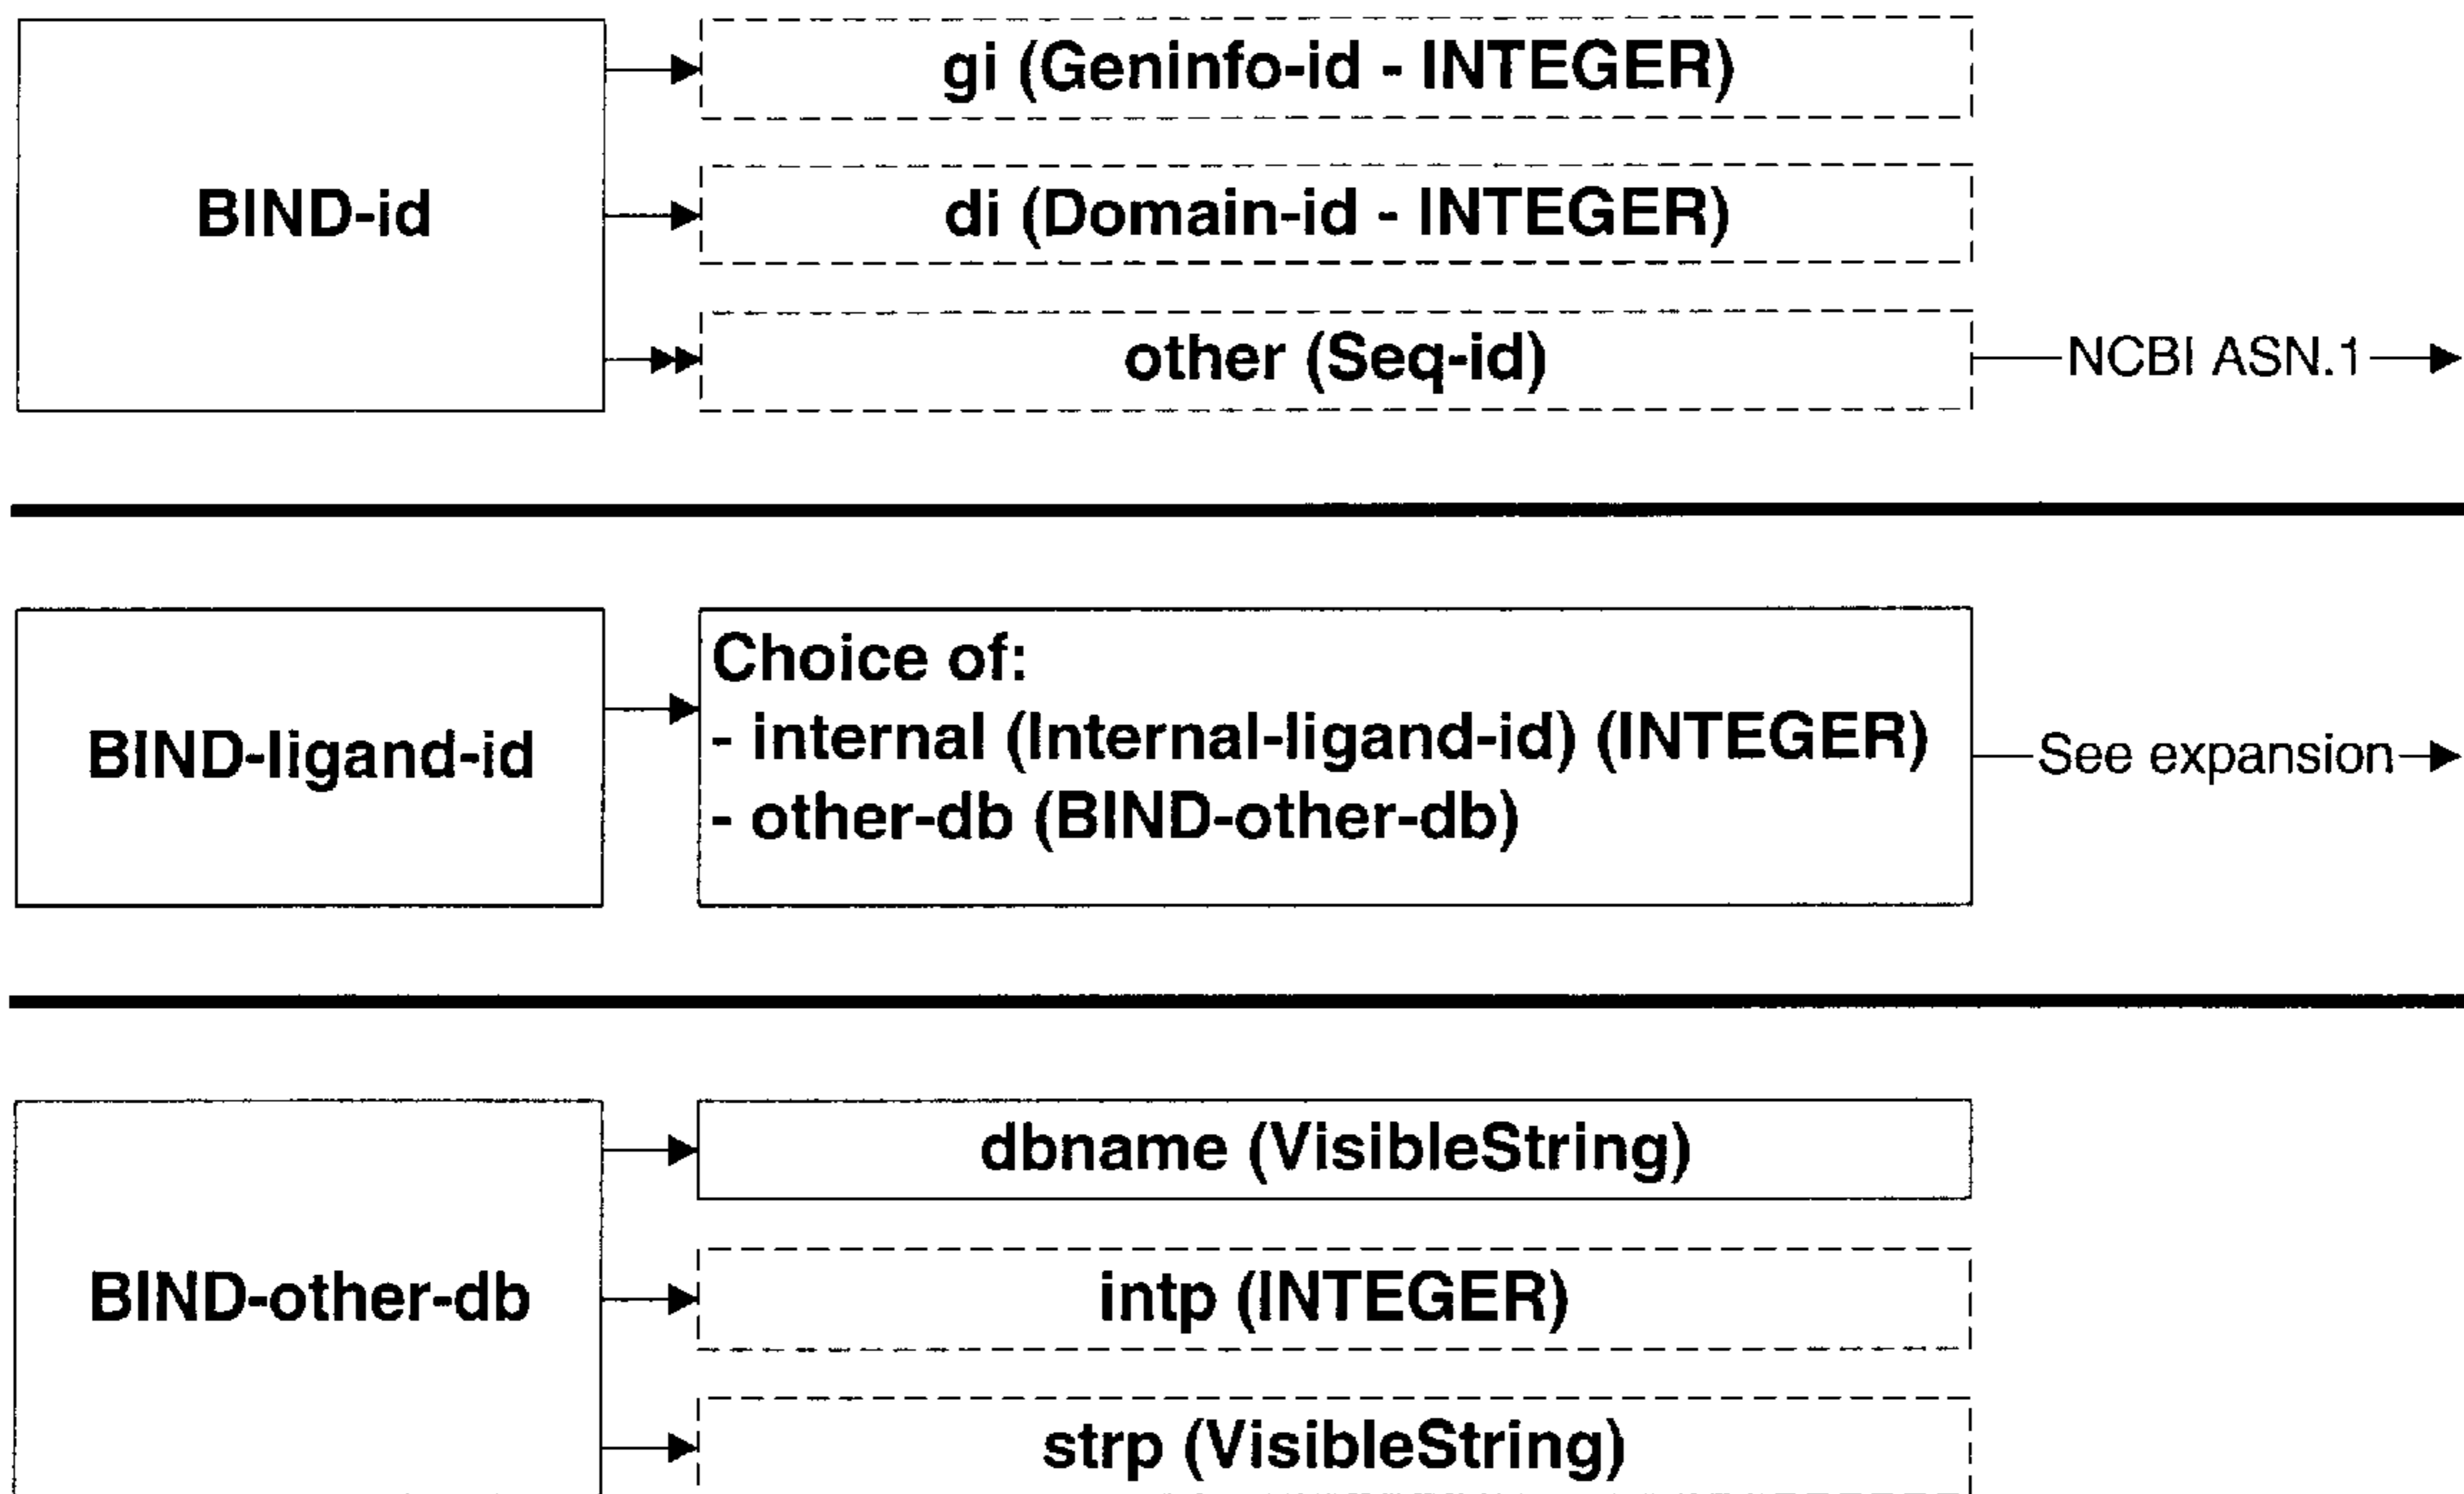 gi (Geninfo-id - INTEGER)
BIND-id
di (Domain-id - INTEGER)
other (Seq-id)
NCBI ASN.1
Choice of:
- internal (Internal-ligand-id) (INTEGER)
- other-db (BIND-other-db)
BIND-ligand-id
See expansion
dbname (VisibleString)
BIND-other-db
intp (INTEGER)
strp (VisibleString)